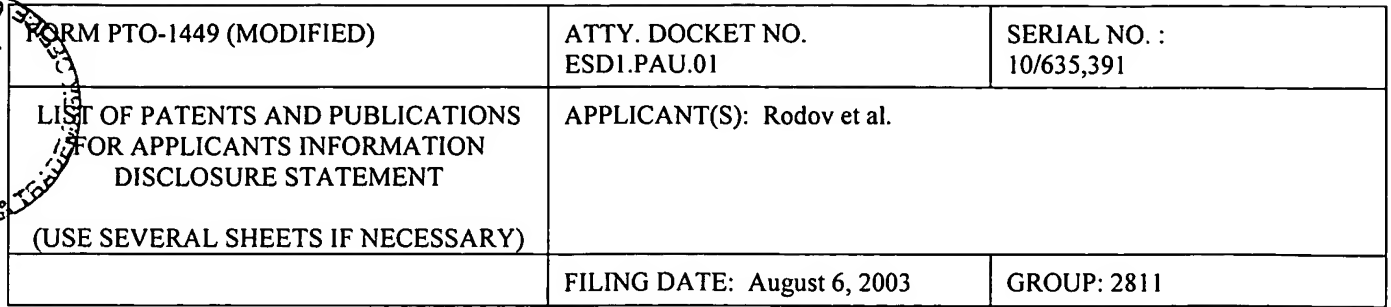 FORM PTO-1449 (MODIFIED)
ATTY. DOCKET NO.
ESD1.PAU.01
SERIAL NO. :
10/635,391
LIST OF PATENTS AND PUBLICATIONS
FOR APPLICANTS INFORMATION
DISCLOSURE STATEMENT
(USE SEVERAL SHEETS IF NECESSARY)
APPLICANT(S): Rodov et al.
FILING DATE: August 6, 2003
GROUP: 2811